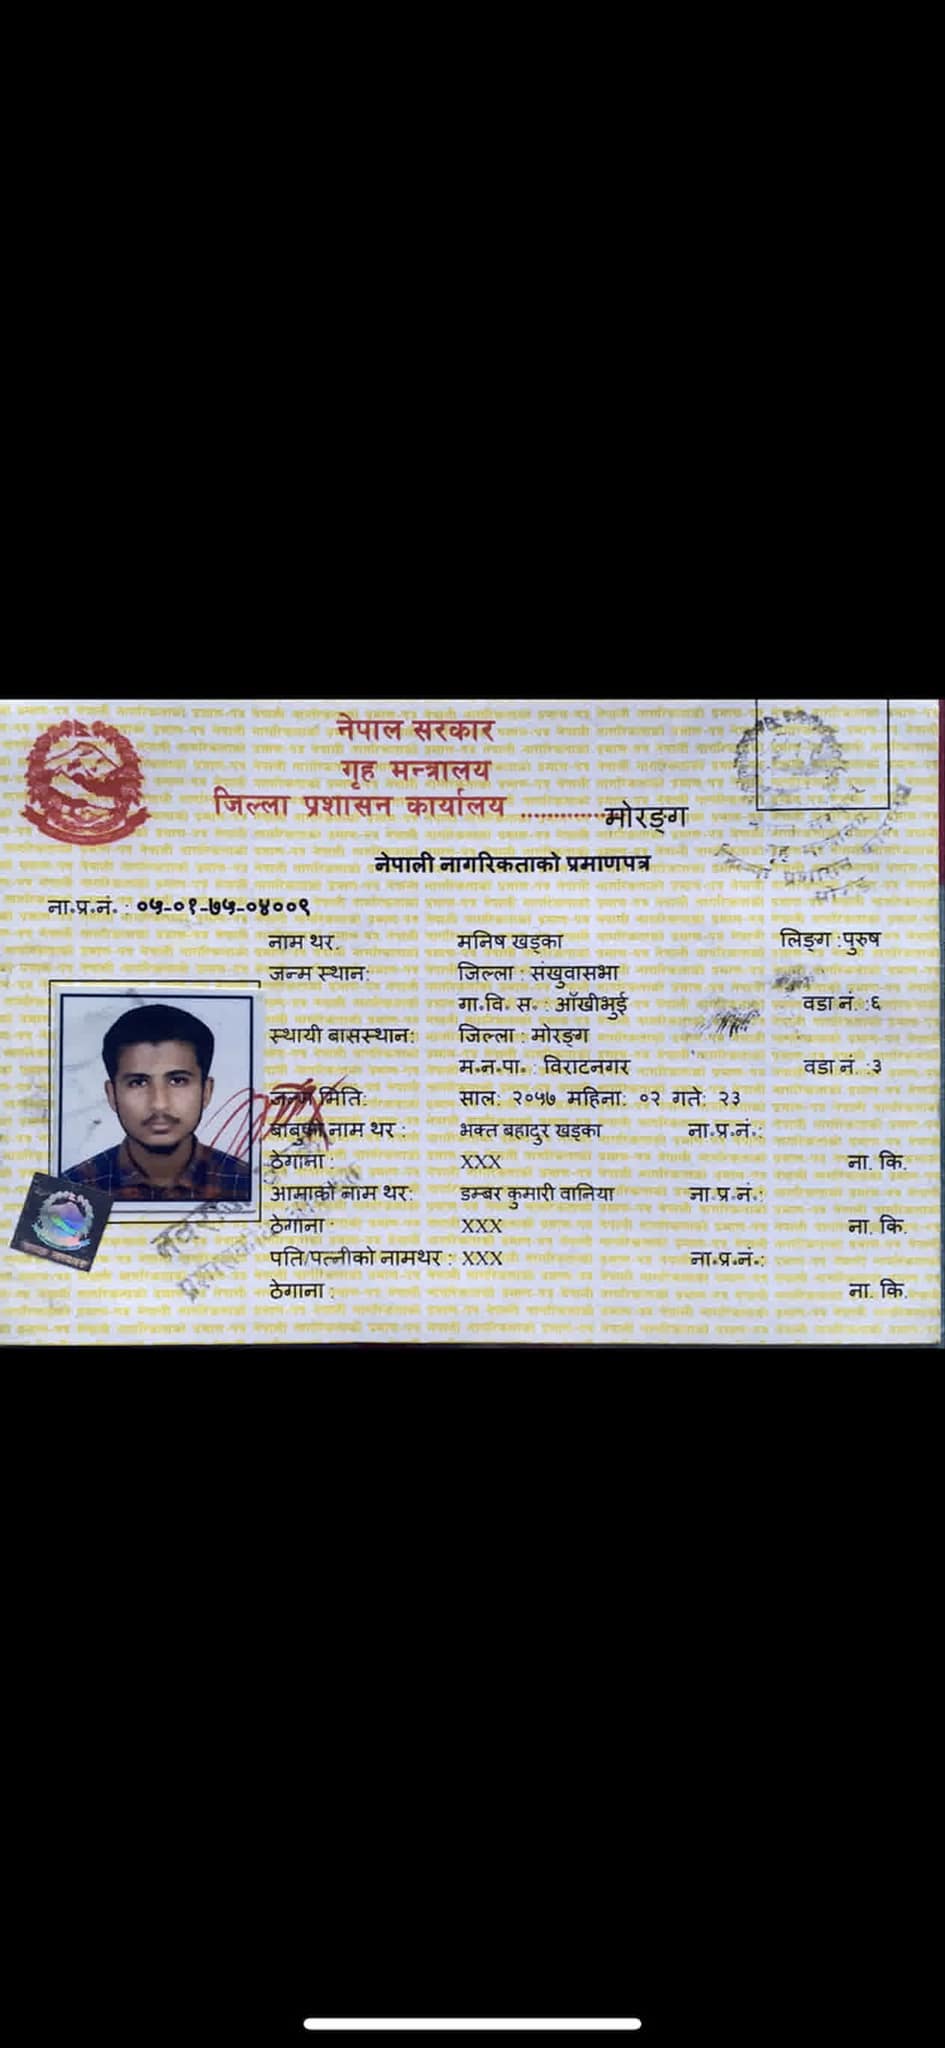 नेपाल सरकार
गृह मन्त्रालय
जिल्ला प्रशासन कार्यालय ............मोरङ्ग
नेपाली नागरिकताको प्रमाणपत्र
ना.प्र.नं. : ०५-०१-७५-०४००९
नाम थर. मनिष खड्का लिङ्ग :पुरुष
जन्म स्थान: जिल्ला : संखुवासभा
गा.वि. स. : आँखीभुई वडा नं. :६
स्थायी बासस्थान: जिल्ला : मोरङ्ग
म.न.पा. : विराटनगर वडा नं. :३
जन्म मिति: साल: २०५७ महिना: ०२ गते: २३
बाबुको नाम थर : भक्त बहादुर खड्का ना.प्र.नं.:
ठेगाना : XXX ना. कि.
आमाको नाम थर: डम्बर कुमारी वानिया ना.प्र.नं.:
ठेगाना : XXX ना. कि.
पति/पत्नीको नामथर : XXX ना.प्र.नं.:
ठेगाना : ना. कि.